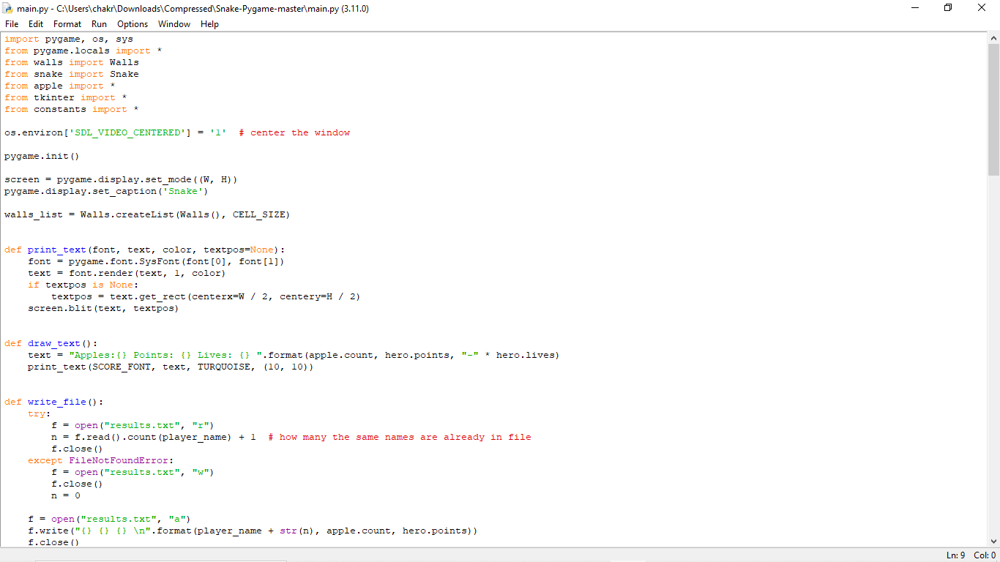 main.py - C:\Users\chakr\Downloads\Compressed\Snake-Pygame-master\main.py (3.11.0)
File Edit Format Run Options Window Help
import pygame, os, sys
from pygame.locals import *
from walls import Walls
from snake import Snake
from apple import *
from tkinter import *
from constants import *

os.environ['SDL_VIDEO_CENTERED'] = '1'  # center the window

pygame.init()

screen = pygame.display.set_mode((W, H))
pygame.display.set_caption('Snake')

walls_list = Walls.createList(Walls(), CELL_SIZE)


def print_text(font, text, color, textpos=None):
    font = pygame.font.SysFont(font[0], font[1])
    text = font.render(text, 1, color)
    if textpos is None:
        textpos = text.get_rect(centerx=W / 2, centery=H / 2)
    screen.blit(text, textpos)


def draw_text():
    text = "Apples:{} Points: {} Lives: {} ".format(apple.count, hero.points, "-" * hero.lives)
    print_text(SCORE_FONT, text, TURQUOISE, (10, 10))


def write_file():
    try:
        f = open("results.txt", "r")
        n = f.read().count(player_name) + 1  # how many the same names are already in file
        f.close()
    except FileNotFoundError:
        f = open("results.txt", "w")
        f.close()
        n = 0

    f = open("results.txt", "a")
    f.write("{} {} {} \n".format(player_name + str(n), apple.count, hero.points))
    f.close()
Ln: 9 Col: 0